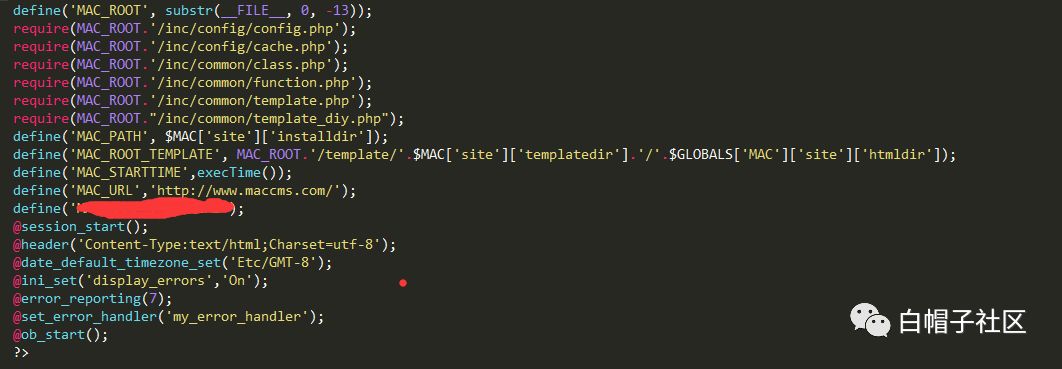 define('MAC_ROOT', substr(__FILE__, 0, -13));
require(MAC_ROOT.'/inc/config/config.php');
require(MAC_ROOT.'/inc/config/cache.php');
require(MAC_ROOT.'/inc/common/class.php');
require(MAC_ROOT.'/inc/common/function.php');
require(MAC_ROOT.'/inc/common/template.php');
require(MAC_ROOT."/inc/common/template_diy.php");
define('MAC_PATH', $MAC['site']['installdir']);
define('MAC_ROOT_TEMPLATE', MAC_ROOT.'/template/'.$MAC['site']['templatedir'].'/'.$GLOBALS['MAC']['site']['htmldir']);
define('MAC_STARTTIME',execTime());
define('MAC_URL','http://www.maccms.com/');
define(' );
@session_start();
@header('Content-Type:text/html;Charset=utf-8');
@date_default_timezone_set('Etc/GMT-8');
@ini_set('display_errors','On');
@error_reporting(7);
@set_error_handler('my_error_handler');
@ob_start();
?>
白帽子社区